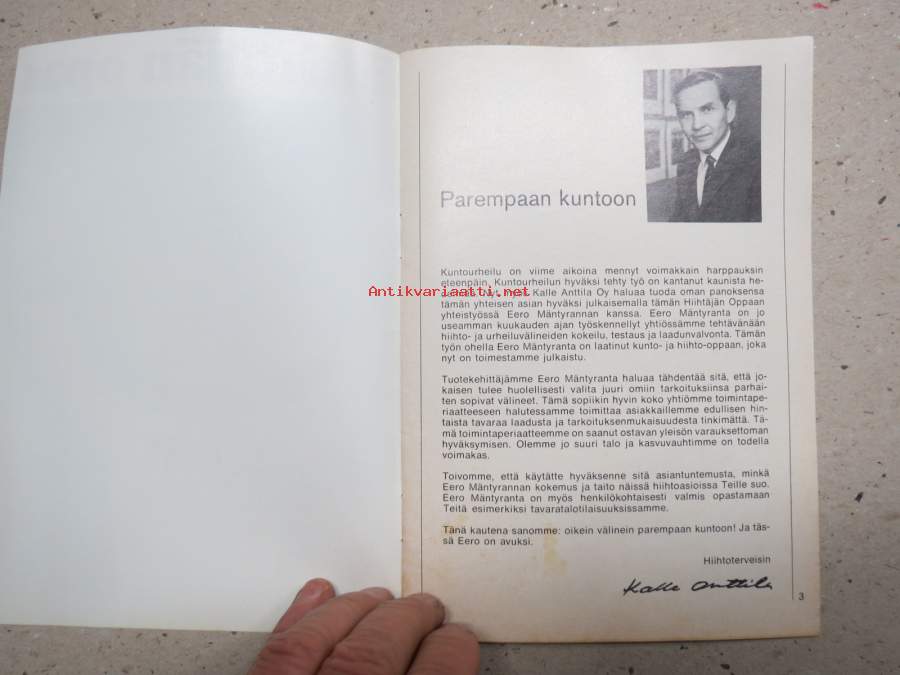 Parempaan kuntoon
Kuntourheilu on viime aikoina mennyt voimakkain harppauksin
eteenpäin. Kuntourheilun hyväksi tehty työ on kantanut kaunista he-
Antikvariaatti.net
Kalle Anttila Oy haluaa tuoda oman panoksensa
tämän yhteisen asian hyväksi julkaisemalla tämän Hiihtäjän Oppaan
yhteistyössä Eero Mäntyrannan kanssa. Eero Mäntyranta on jo
useamman kuukauden ajan työskennellyt yhtiössämme tehtävänään
hiihto- ja urheiluvälineiden kokeilu, testaus ja laadunvalvonta. Tämän
työn ohella Eero Mäntyranta on laatinut kunto- ja hiihto-oppaan, joka
nyt on toimestamme julkaistu.
Tuotekehittäjämme Eero Mäntyranta haluaa tähdentää sitä, että jo-
kaisen tulee huolellisesti valita juuri omiin tarkoituksiinsa parhai-
ten sopivat välineet. Tämä sopiikin hyvin koko yhtiömme toimintape-
riaatteeseen halutessamme toimittaa asiakkaillemme edullisen hin-
taista tavaraa laadusta ja tarkoituksenmukaisuudesta tinkimättä. Tä-
mä toimintaperiaatteemme on saanut ostavan yleisön varauksettoman
hyväksymisen. Olemme jo suuri talo ja kasvuvauhtimme on todella
voimakas.
Toivomme, että käytätte hyväksenne sitä asiantuntemusta, minkä
Eero Mäntyrannan kokemus ja taito näissä hiihtoasioissa Teille suo.
Eero Mäntyranta on myös henkilökohtaisesti valmis opastamaan
Teitä esimerkiksi tavaratalotilaisuuksissamme.
Tänä kautena sanomme: oikein välinein parempaan kuntoon! Ja täs-
sä Eero on avuksi.
Hiihtoterveisin
Kalle Anttila
3